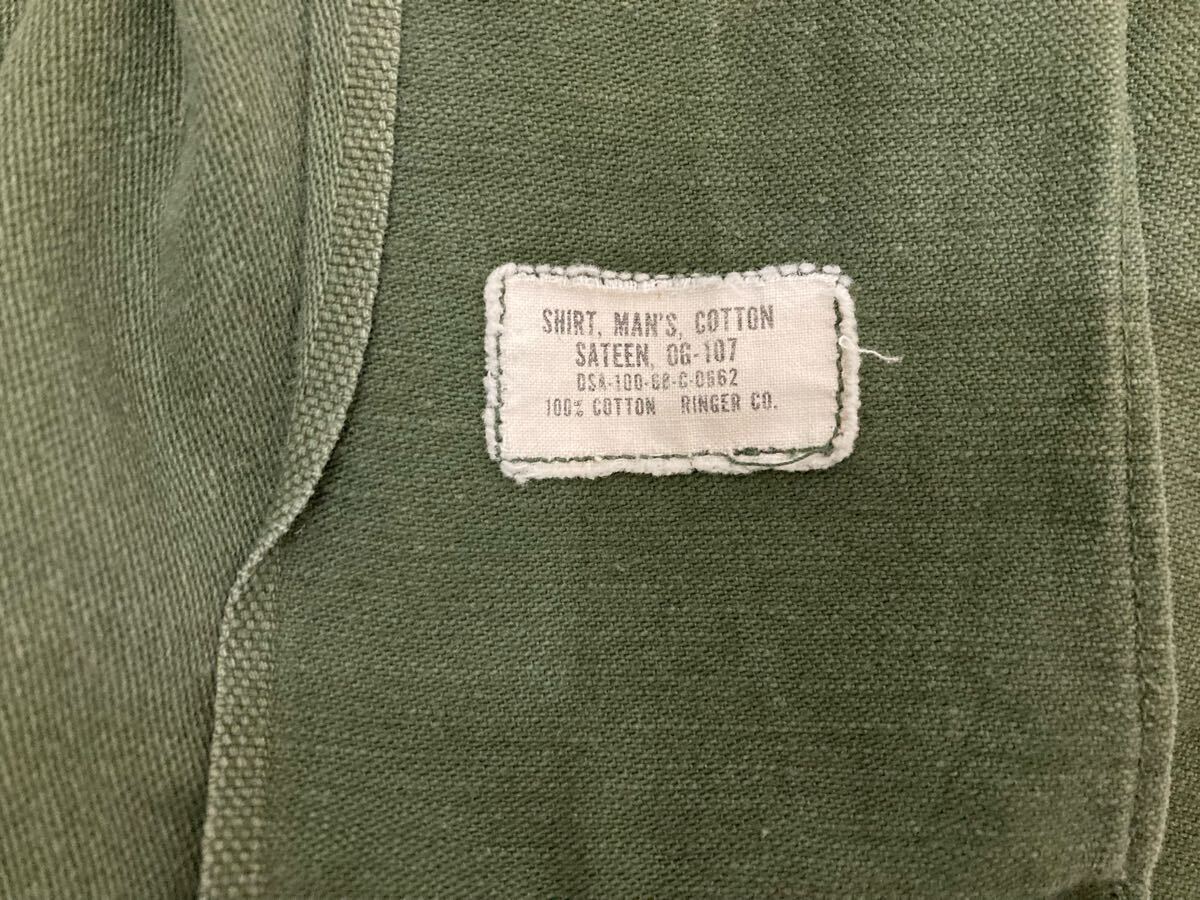 SHIRT, MAN'S, COTTON
SATEEN, OG-107
DSA-100-68-C-0662
100% COTTON RINGER CO.